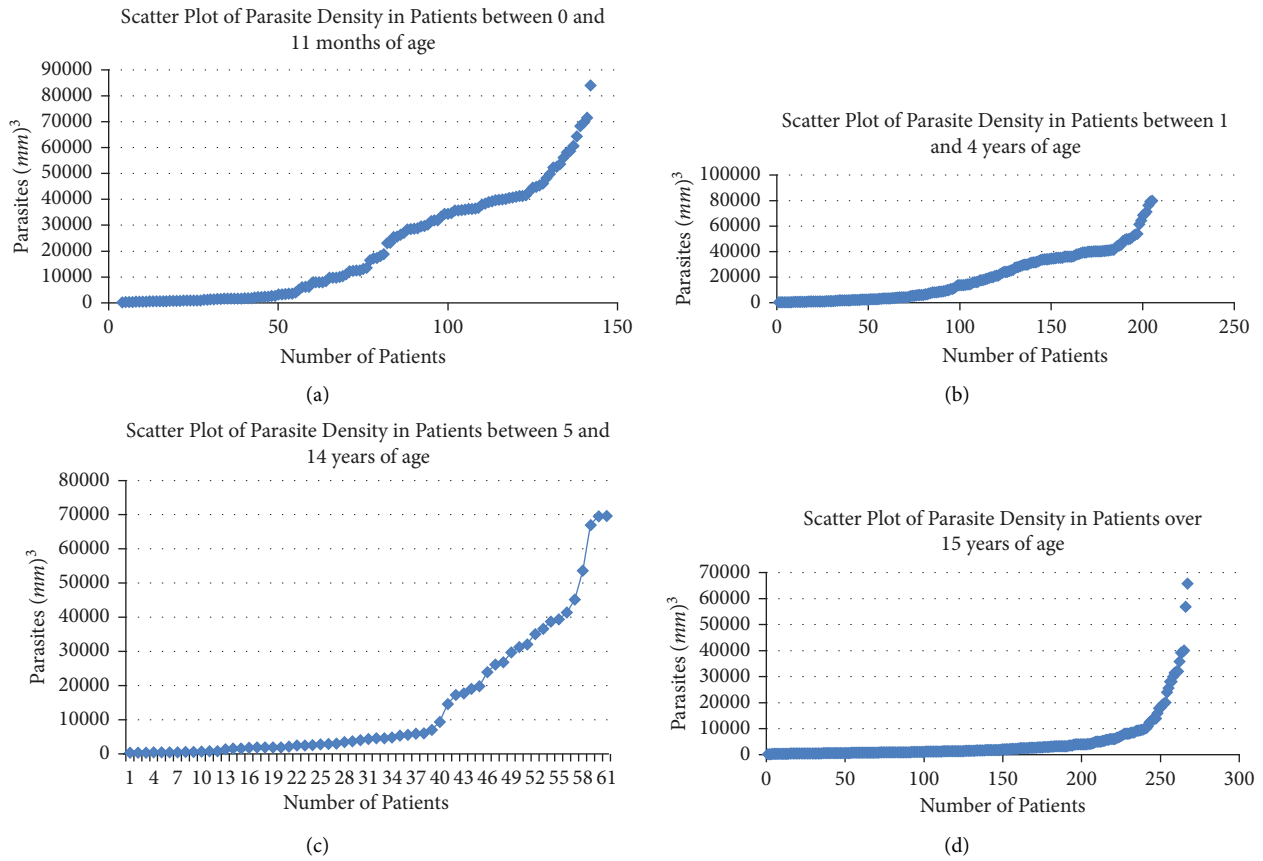 Scatter Plot of Parasite Density in Patients between 0 and
11 months of age
90000
80000
70000
60000
50000
40000
30000
20000
10000
0
Parasites (mm)³
0 50 100 150
Number of Patients
(a)
Scatter Plot of Parasite Density in Patients between 1
and 4 years of age
100000
80000
60000
40000
20000
0
Parasites (mm)³
0 50 100 150 200 250
Number of Patients
(b)
Scatter Plot of Parasite Density in Patients between 5 and
14 years of age
80000
70000
60000
50000
40000
30000
20000
10000
0
Parasites (mm)³
1 4 7 10 13 16 19 22 25 28 31 34 37 40 43 46 49 52 55 58 61
Number of Patients
(c)
Scatter Plot of Parasite Density in Patients over
15 years of age
70000
60000
50000
40000
30000
20000
10000
0
Parasites (mm)³
0 50 100 150 200 250 300
Number of Patients
(d)